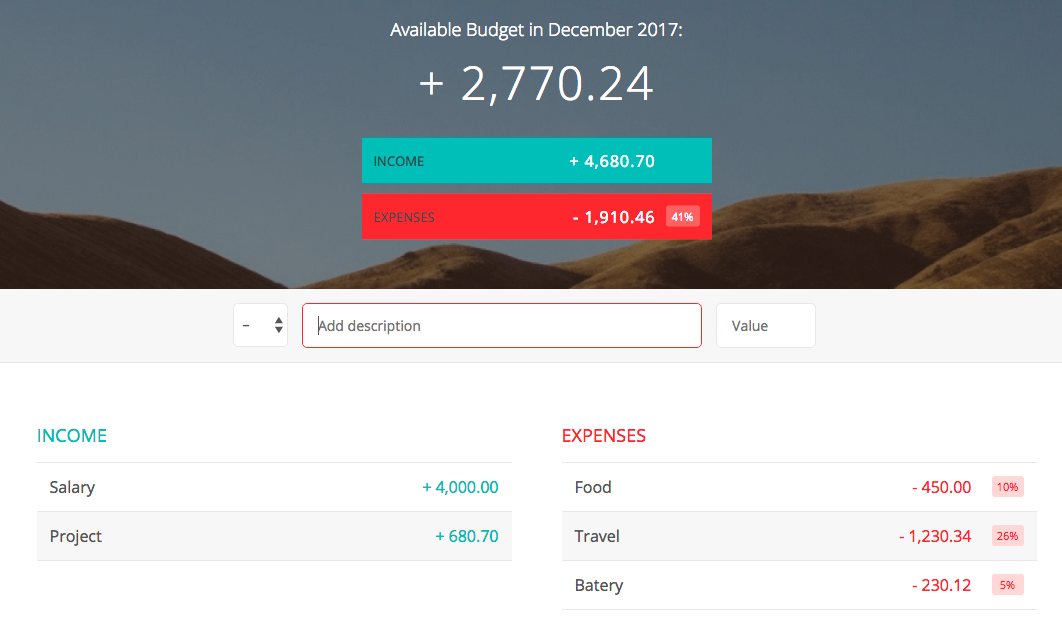 Available Budget in December 2017:
+ 2,770.24
INCOME + 4,680.70
EXPENSES - 1,910.46 41%
– Add description Value
INCOME
Salary + 4,000.00
Project + 680.70
EXPENSES
Food - 450.00 10%
Travel - 1,230.34 26%
Batery - 230.12 5%